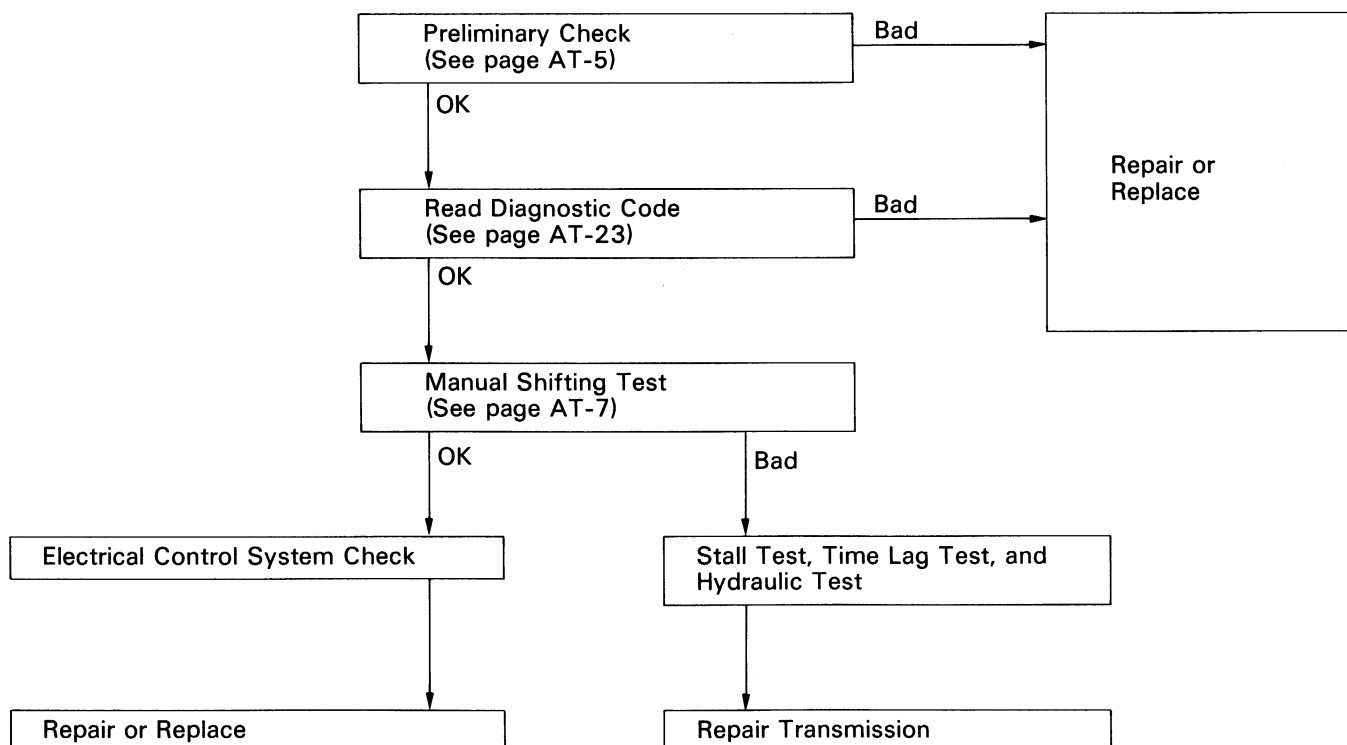 Preliminary Check
(See page AT-5)
Bad
OK
Repair or
Replace
Read Diagnostic Code
(See page AT-23)
Bad
OK
Manual Shifting Test
(See page AT-7)
OK
Bad
Electrical Control System Check
Stall Test, Time Lag Test, and
Hydraulic Test
Repair or Replace
Repair Transmission